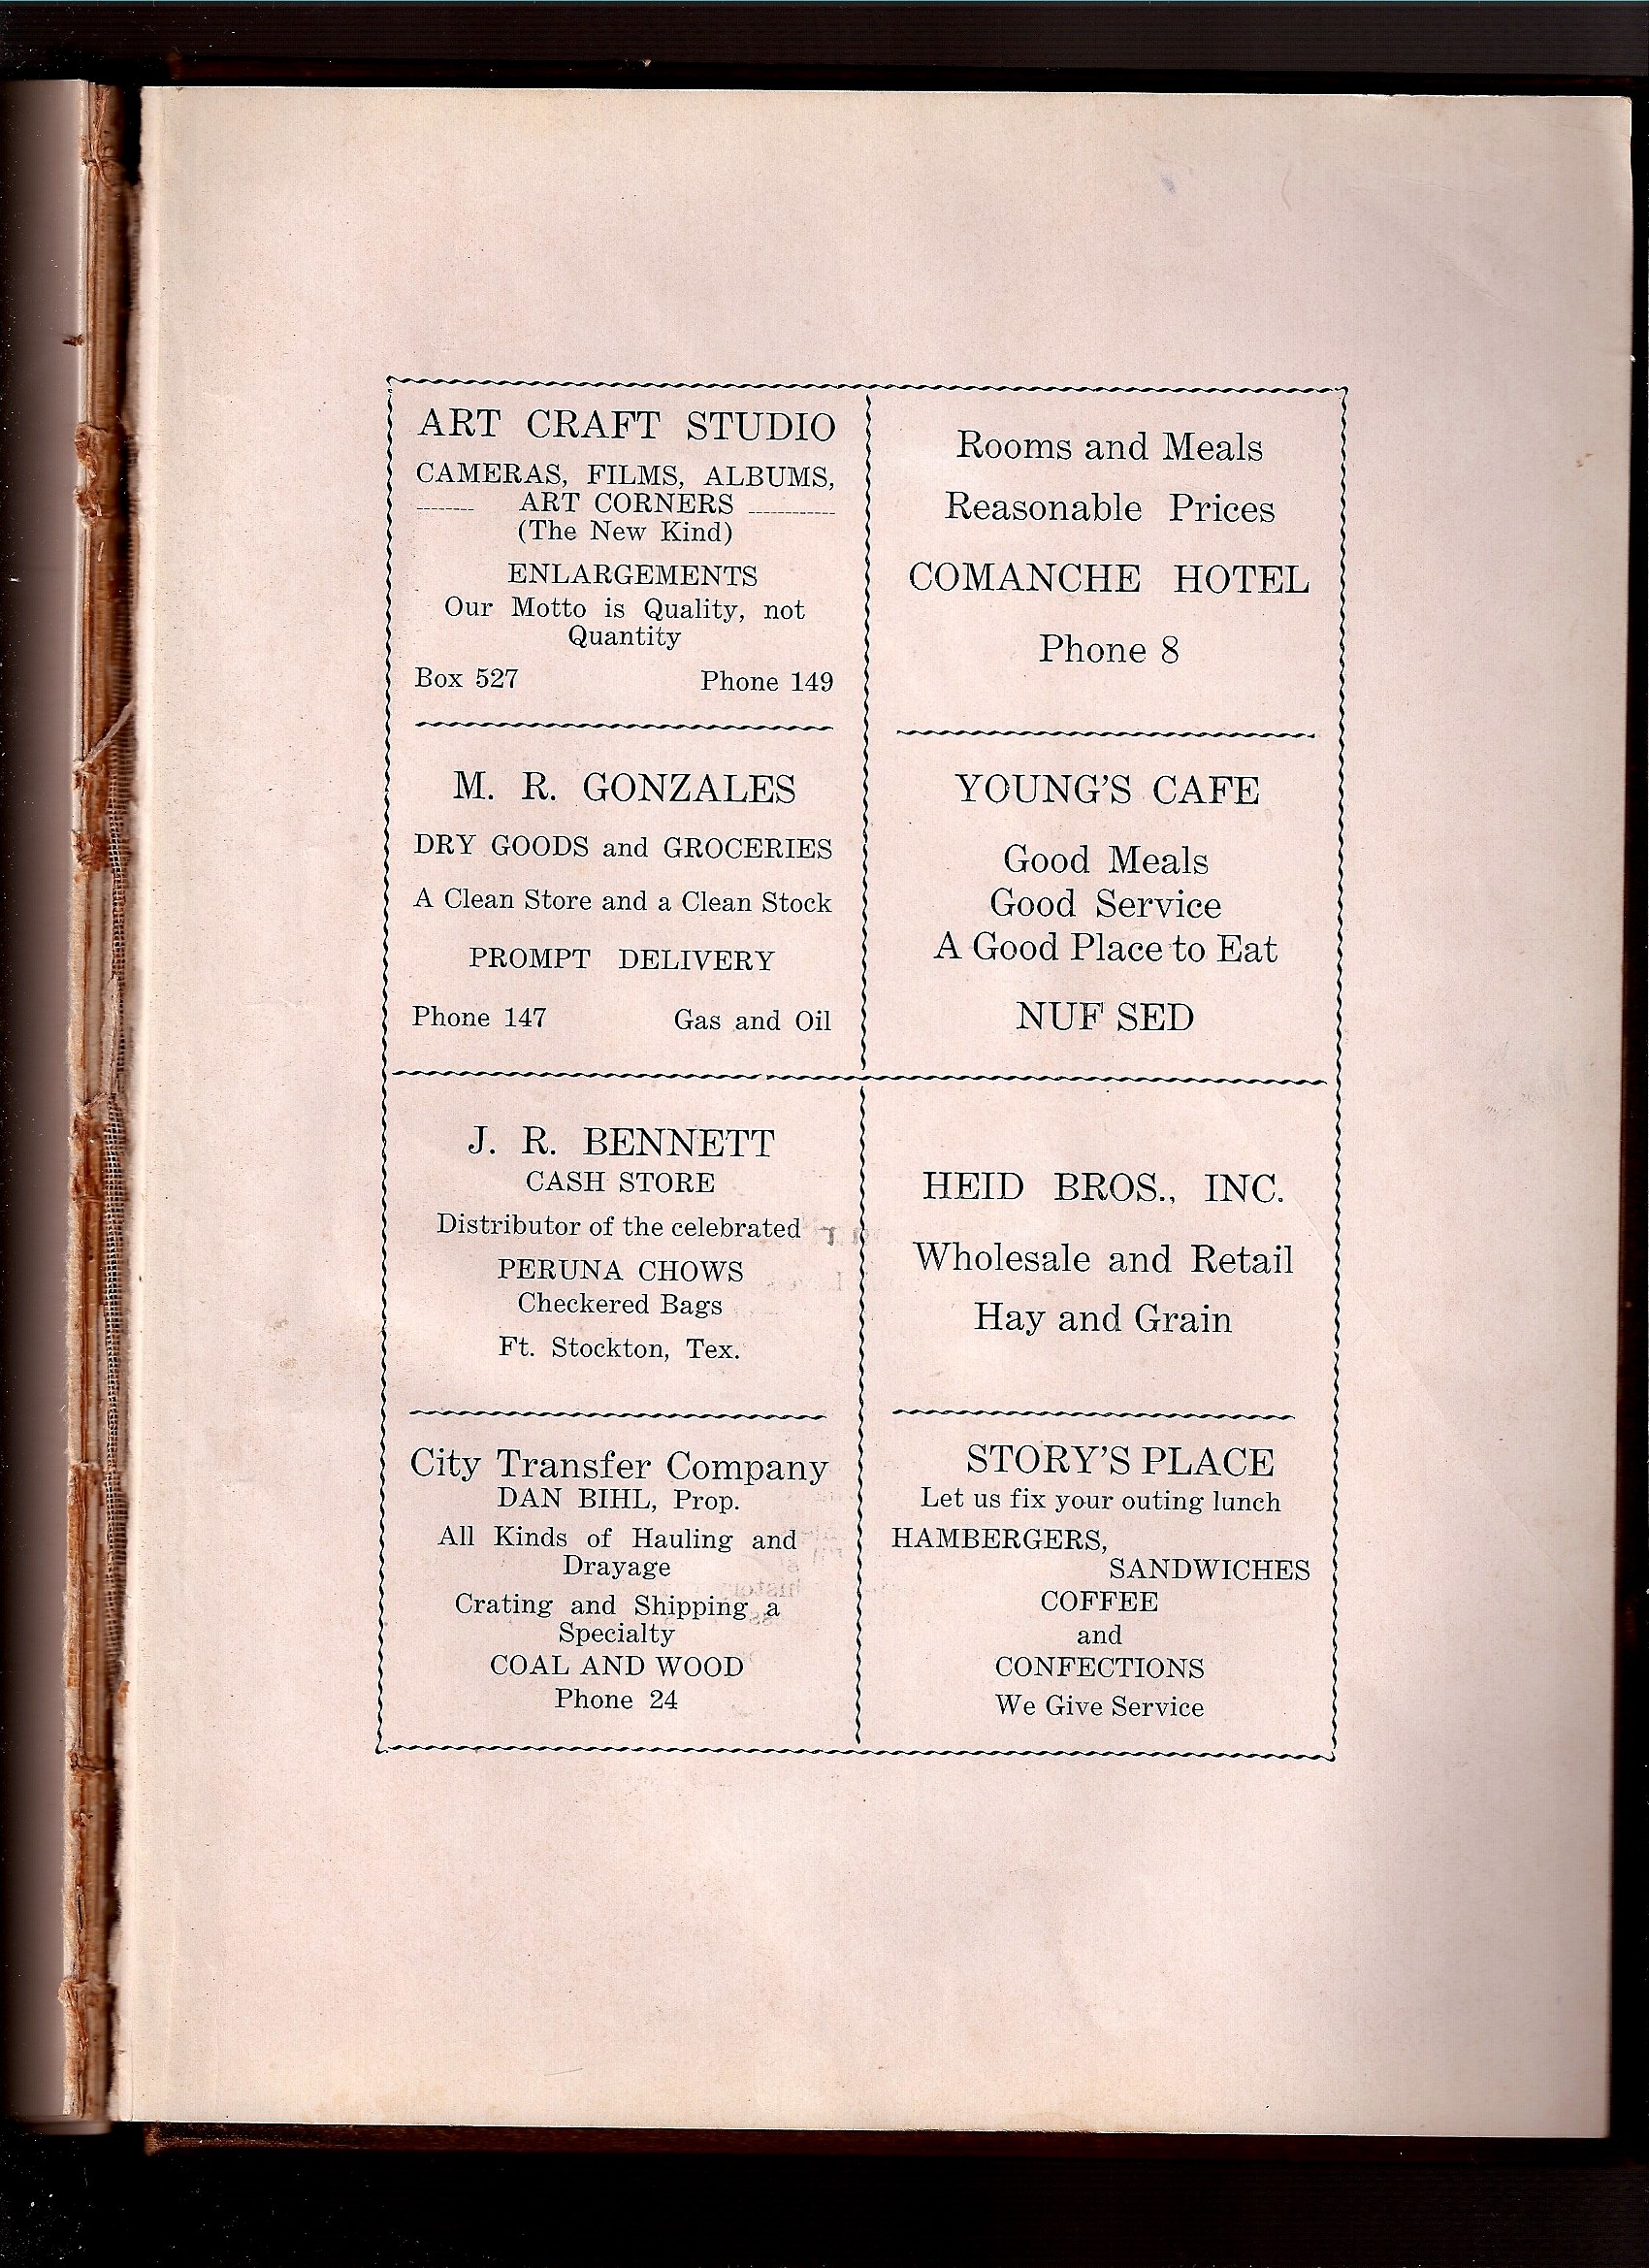 ART CRAFT STUDIO
CAMERAS, FILMS, ALBUMS,
ART CORNERS
(The New Kind)
ENLARGEMENTS
Our Motto is Quality, not
Quantity
Box 527 Phone 149
M. R. GONZALES
DRY GOODS and GROCERIES
A Clean Store and a Clean Stock
PROMPT DELIVERY
Phone 147 Gas and Oil
Rooms and Meals
Reasonable Prices
COMANCHE HOTEL
Phone 8
YOUNG'S CAFE
Good Meals
Good Service
A Good Place to Eat
NUF SED
J. R. BENNETT
CASH STORE
Distributor of the celebrated
PERUNA CHOWS
Checkered Bags
Ft. Stockton, Tex.
City Transfer Company
DAN BIHL, Prop.
All Kinds of Hauling and
Drayage
Crating and Shipping a
Specialty
COAL AND WOOD
Phone 24
HEID BROS., INC.
Wholesale and Retail
Hay and Grain
STORY'S PLACE
Let us fix your outing lunch
HAMBERGERS,
SANDWICHES
COFFEE
and
CONFECTIONS
We Give Service